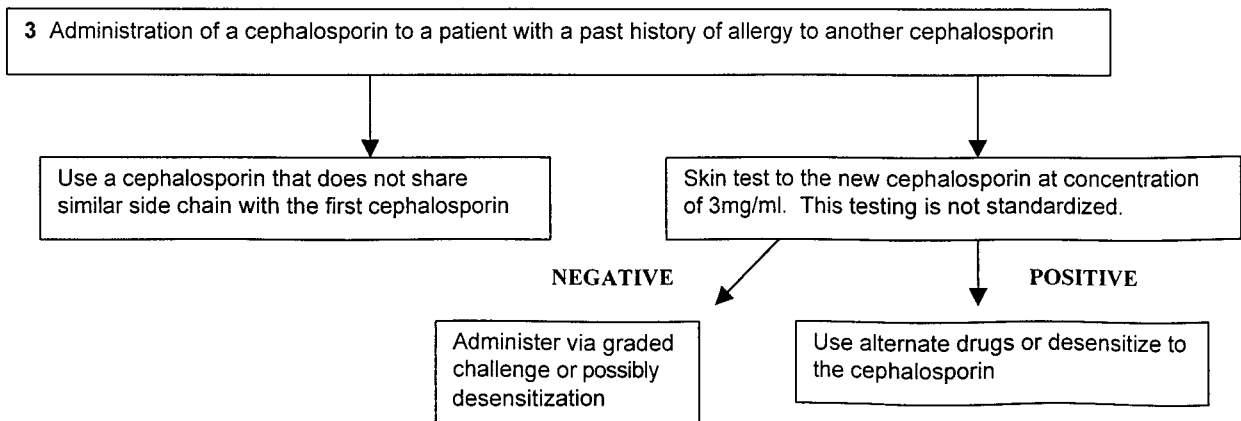 3 Administration of a cephalosporin to a patient with a past history of allergy to another cephalosporin
Use a cephalosporin that does not share
similar side chain with the first cephalosporin
Skin test to the new cephalosporin at concentration
of 3mg/ml. This testing is not standardized.
NEGATIVE
POSITIVE
Administer via graded
challenge or possibly
desensitization
Use alternate drugs or desensitize to
the cephalosporin